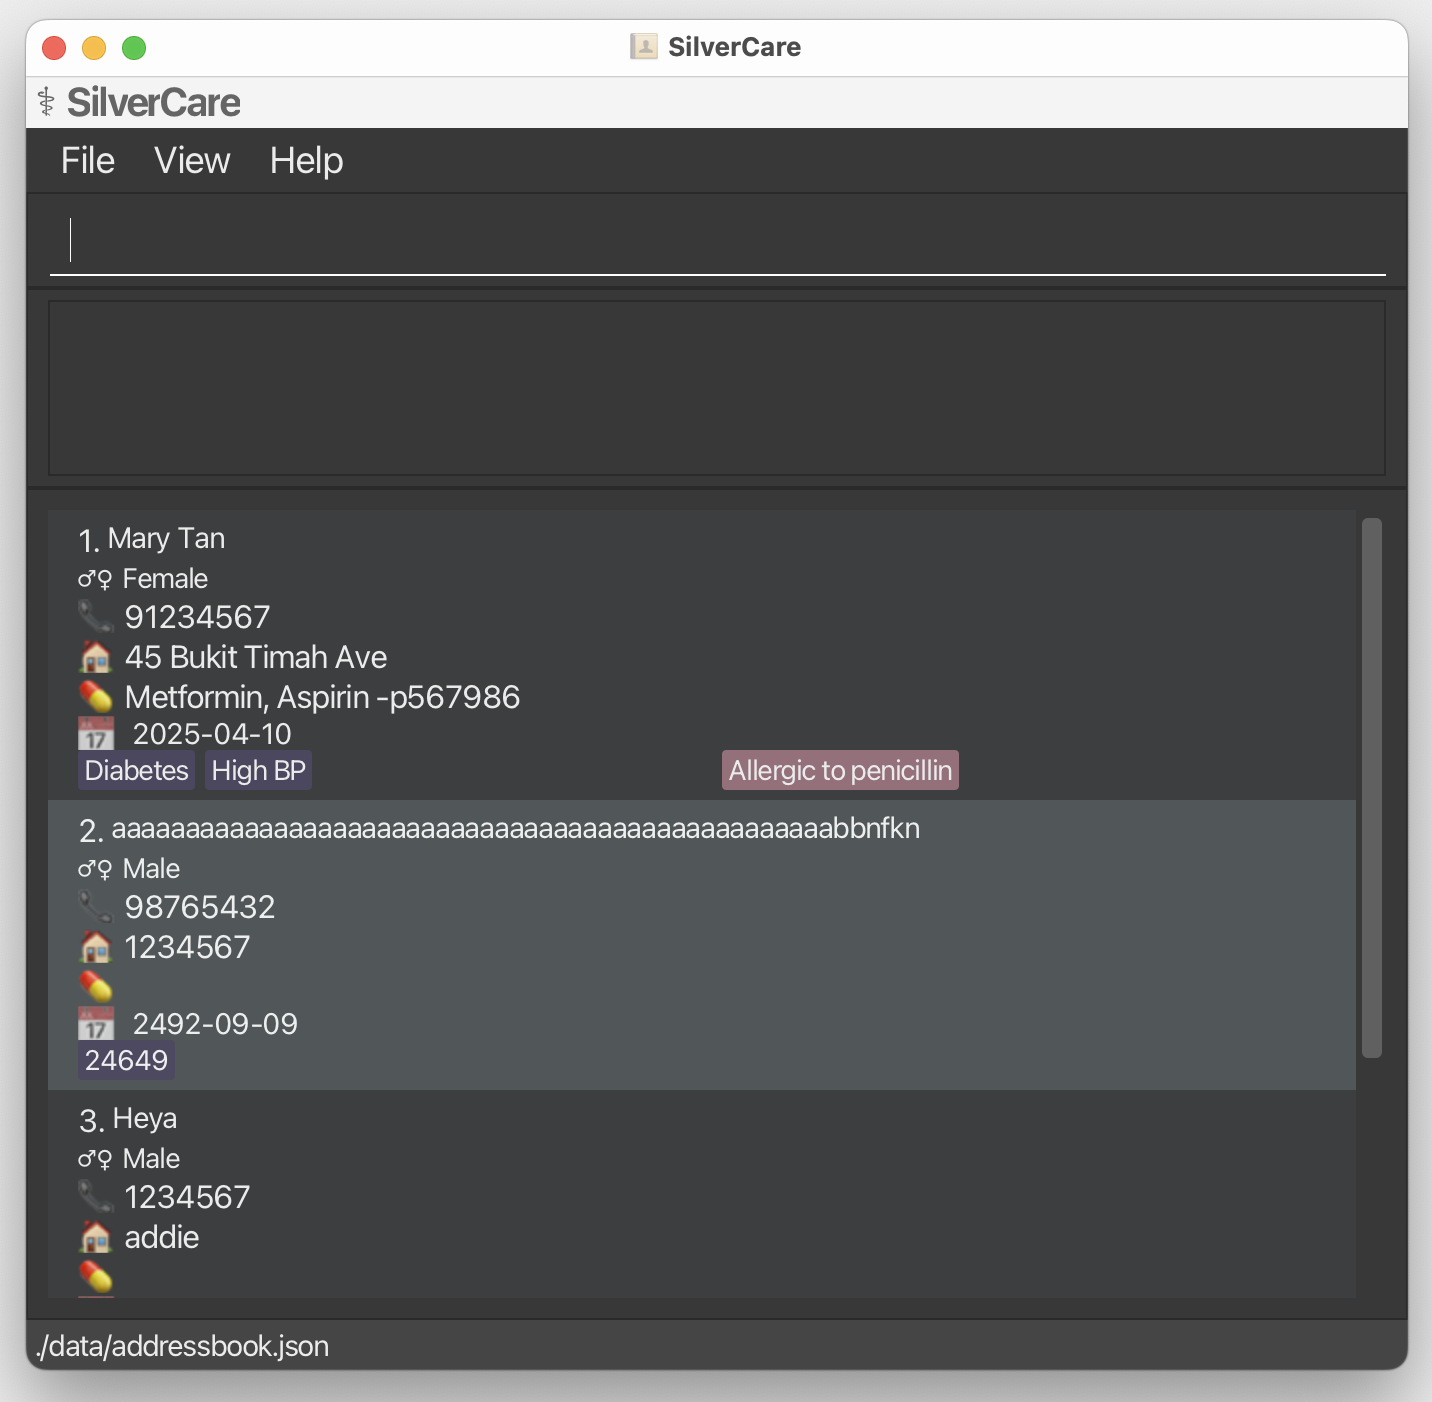 SilverCare
SilverCare
File View Help
1. Mary Tan
♂♀ Female
91234567
45 Bukit Timah Ave
Metformin, Aspirin -p567986
17 2025-04-10
Diabetes High BP Allergic to penicillin
2. aaaaaaaaaaaaaaaaaaaaaaaaaaaaaaaaaaaaaaaaaaaaaaaaabbnfkn
♂♀ Male
98765432
1234567
17 2492-09-09
24649
3. Heya
♂♀ Male
1234567
addie
./data/addressbook.json